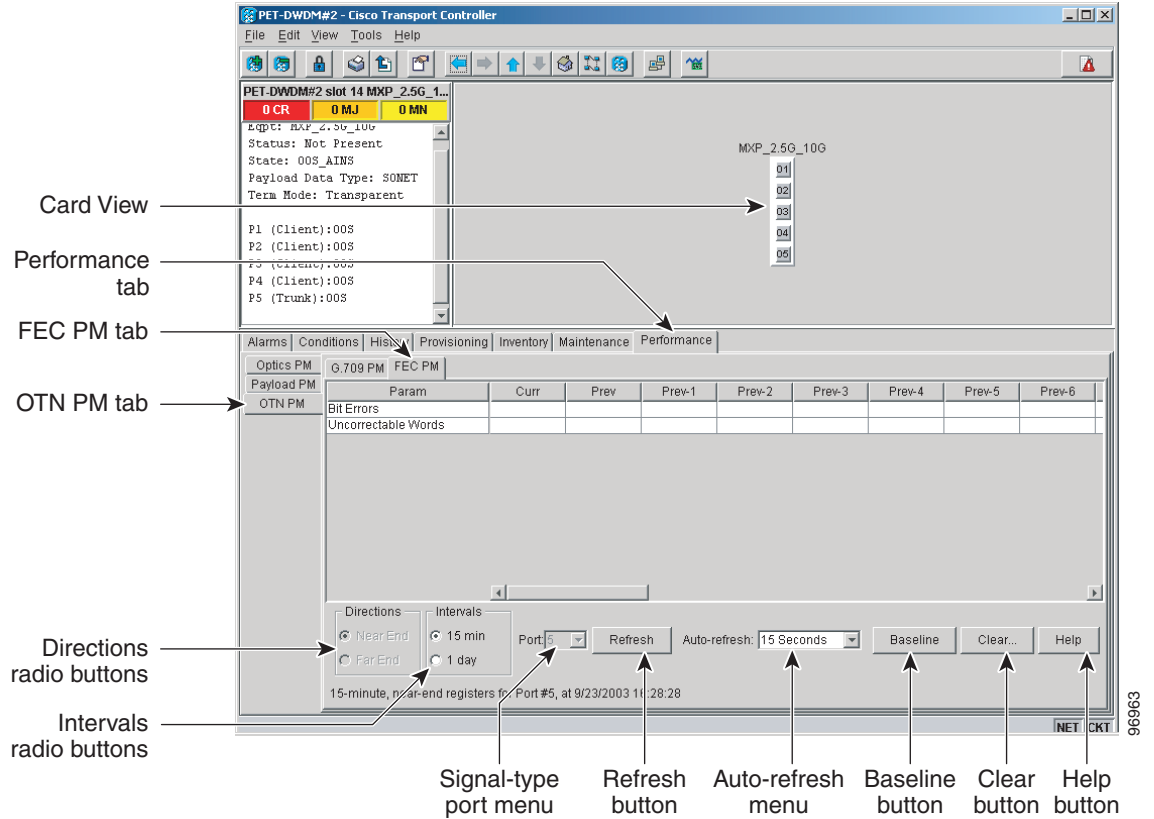 PET-DWDM#2 - Cisco Transport Controller
File Edit View Tools Help
PET-DWDM#2 slot 14 MXP_2.5G_1...
0 CR 0 MJ 0 MN
Eqpt: MXP_2.5G_10G
Status: Not Present
State: OOS_AINS
Payload Data Type: SONET
Term Mode: Transparent
P1 (Client):OOS
P2 (Client):OOS
P3 (Client):OOS
P4 (Client):OOS
P5 (Trunk):OOS
MXP_2.5G_10G
01
02
03
04
05
Card View
Performance
tab
FEC PM tab
OTN PM tab
Alarms Conditions History Provisioning Inventory Maintenance Performance
Optics PM
Payload PM
OTN PM
G.709 PM FEC PM
Param Curr Prev Prev-1 Prev-2 Prev-3 Prev-4 Prev-5 Prev-6
Bit Errors
Uncorrectable Words
Directions Intervals
Near End 15 min Port: 5 Refresh Auto-refresh: 15 Seconds Baseline Clear... Help
Far End 1 day
15-minute, near-end registers for Port #5, at 9/23/2003 16:28:28
NET CKT
Directions
radio buttons
Intervals
radio buttons
Signal-type
port menu
Refresh
button
Auto-refresh
menu
Baseline
button
Clear
button
Help
button
96963